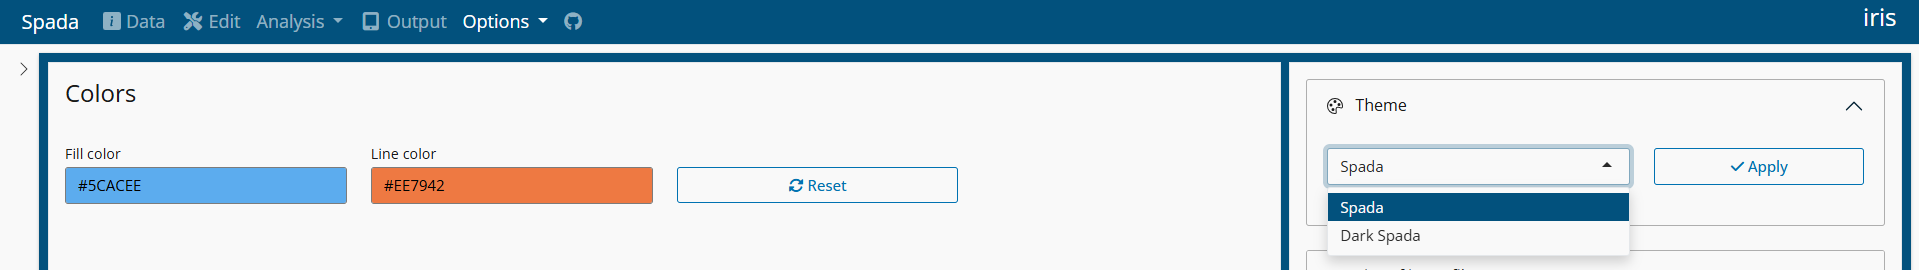 Spada Data Edit Analysis Output Options iris
Colors
Fill color
#5CACEE
Line color
#EE7942
Reset
Theme
Spada
Apply
Spada
Dark Spada